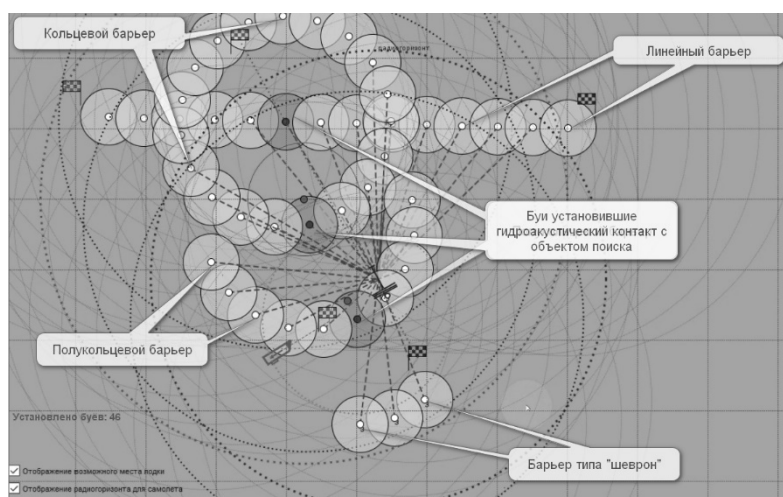 Кольцевой барьер
радиогоризонт
Линейный барьер
Буи установившие
гидроакустический контакт с
объектом поиска
Полукольцевой барьер
Установлено буев: 46
Барьер типа "шеврон"
Отображение возможного места лодки
Отображение радиогоризонта для самолета